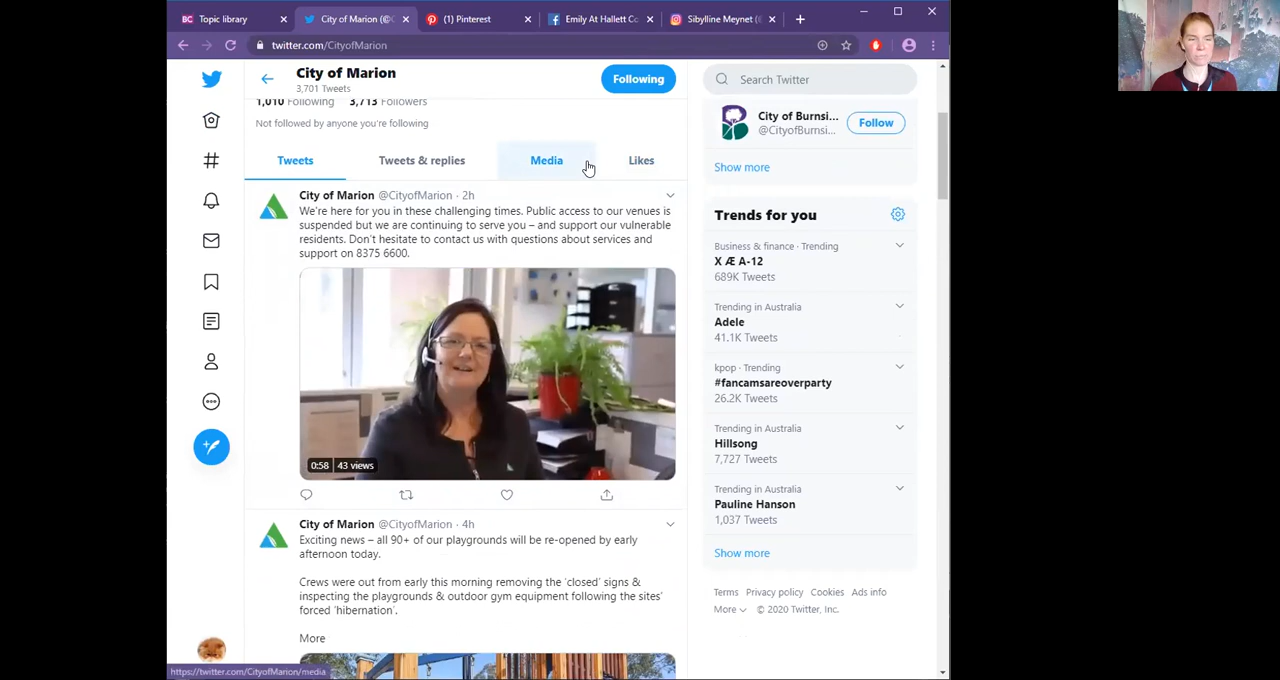 Topic library
City of Marion (@C
(1) Pinterest
Emily At Hallett Co
Sibylline Meynet (@
twitter.com/CityofMarion
City of Marion
3,701 Tweets
Following
Search Twitter
1,010 Following 3,713 Followers
Not followed by anyone you're following
City of Burnsi...
@CityofBurnsi...
Follow
Show more
Tweets
Tweets & replies
Media
Likes
City of Marion @CityofMarion · 2h
We're here for you in these challenging times. Public access to our venues is
suspended but we are continuing to serve you – and support our vulnerable
residents. Don't hesitate to contact us with questions about services and
support on 8375 6600.
0:58 43 views
City of Marion @CityofMarion · 4h
Exciting news – all 90+ of our playgrounds will be re-opened by early
afternoon today.
Crews were out from early this morning removing the 'closed' signs &
inspecting the playgrounds & outdoor gym equipment following the sites'
forced 'hibernation'.
More
Trends for you
Business & finance · Trending
X Æ A-12
689K Tweets
Trending in Australia
Adele
41.1K Tweets
kpop · Trending
#fancamsareoverparty
26.2K Tweets
Trending in Australia
Hillsong
7,727 Tweets
Trending in Australia
Pauline Hanson
1,037 Tweets
Show more
Terms Privacy policy Cookies Ads info
More © 2020 Twitter, Inc.
https://twitter.com/CityofMarion/media